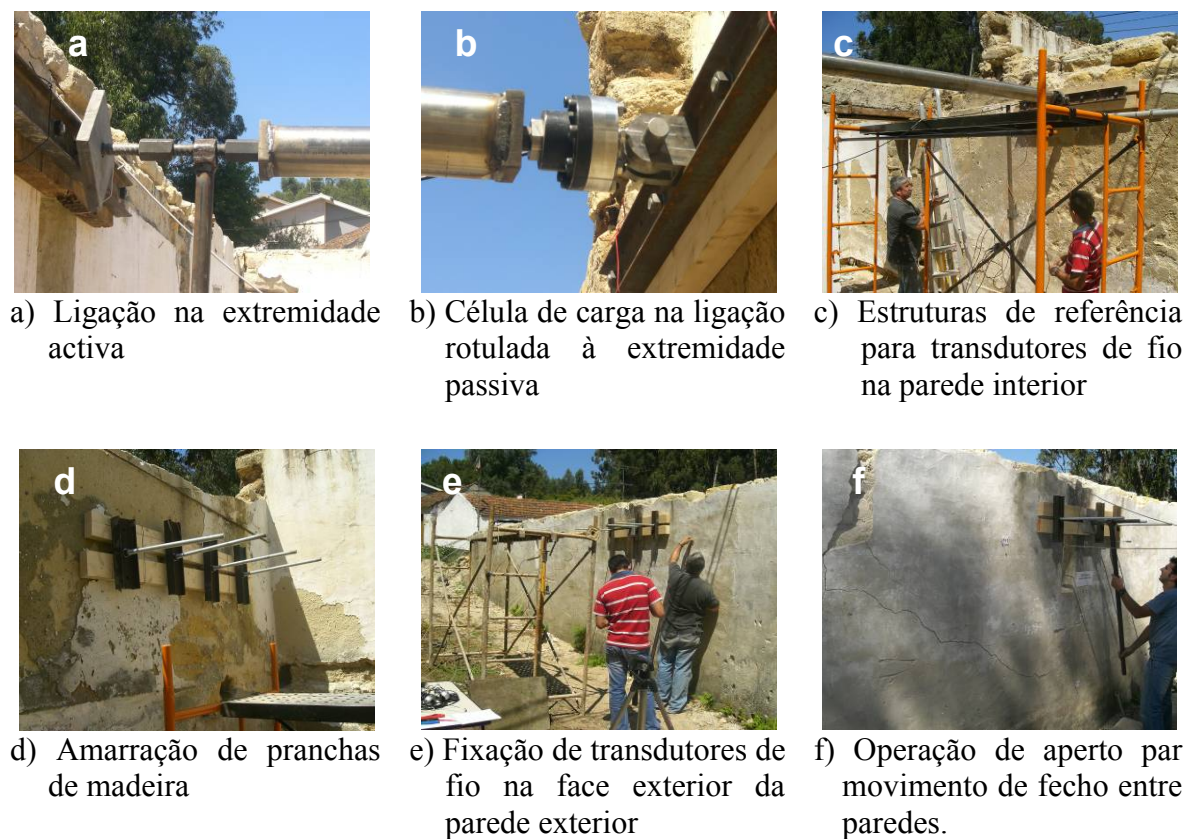 a
b
c
a) Ligação na extremidade
activa
b) Célula de carga na ligação
rotulada à extremidade
passiva
c) Estruturas de referência
para transdutores de fio
na parede interior
d
e
f
d) Amarração de pranchas
de madeira
e) Fixação de transdutores de
fio na face exterior da
parede exterior
f) Operação de aperto par
movimento de fecho entre
paredes.